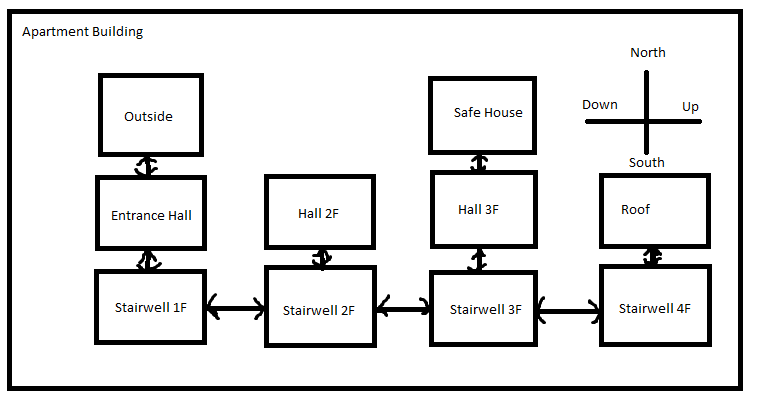 Apartment Building
North
Down
Up
South
Outside
Safe House
Entrance Hall
Hall 2F
Hall 3F
Roof
Stairwell 1F
Stairwell 2F
Stairwell 3F
Stairwell 4F